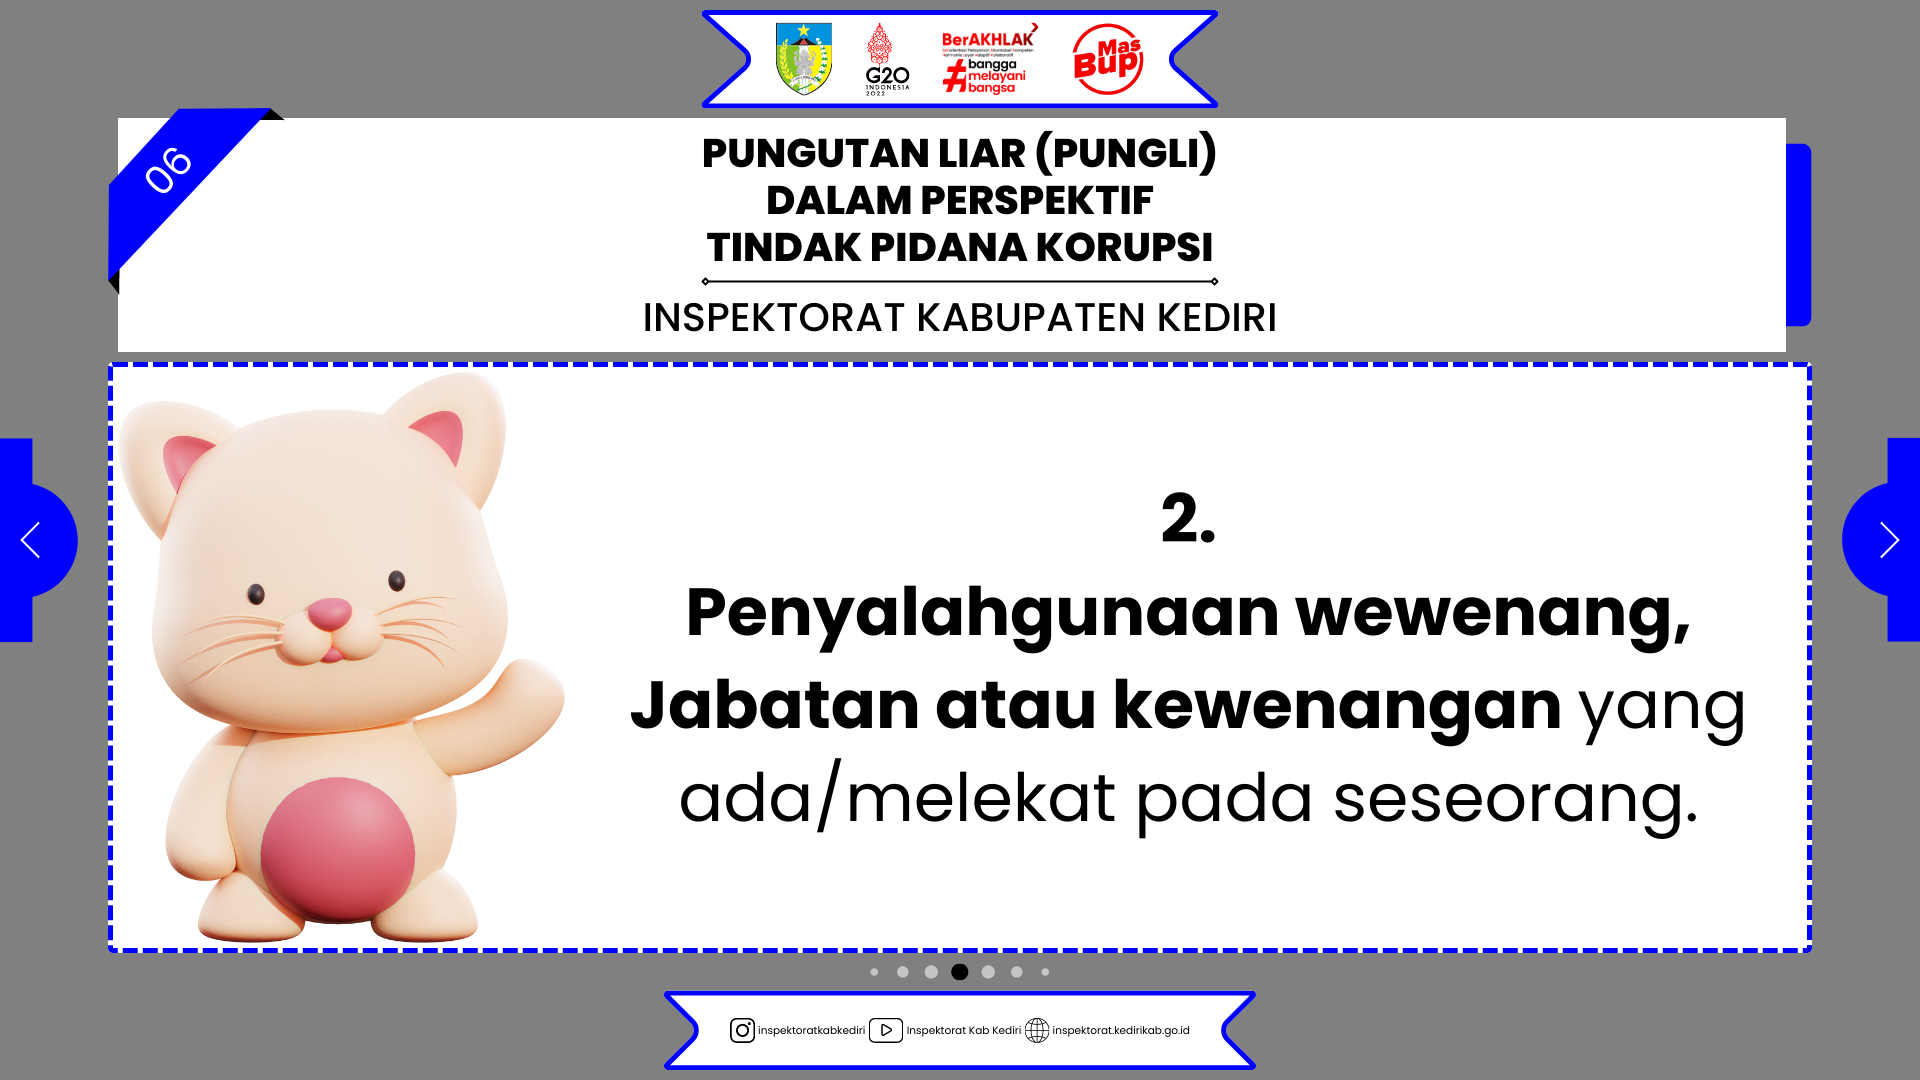 G20
INDONESIA
2022
BerAKHLAK
#bangga
melayani
bangsa
Mas
Bup
06
PUNGUTAN LIAR (PUNGLI)
DALAM PERSPEKTIF
TINDAK PIDANA KORUPSI
INSPEKTORAT KABUPATEN KEDIRI
2.
Penyalahgunaan wewenang,
Jabatan atau kewenangan yang
ada/melekat pada seseorang.
inspektoratkabkediri Inspektorat Kab Kediri inspektorat.kedirikab.go.id